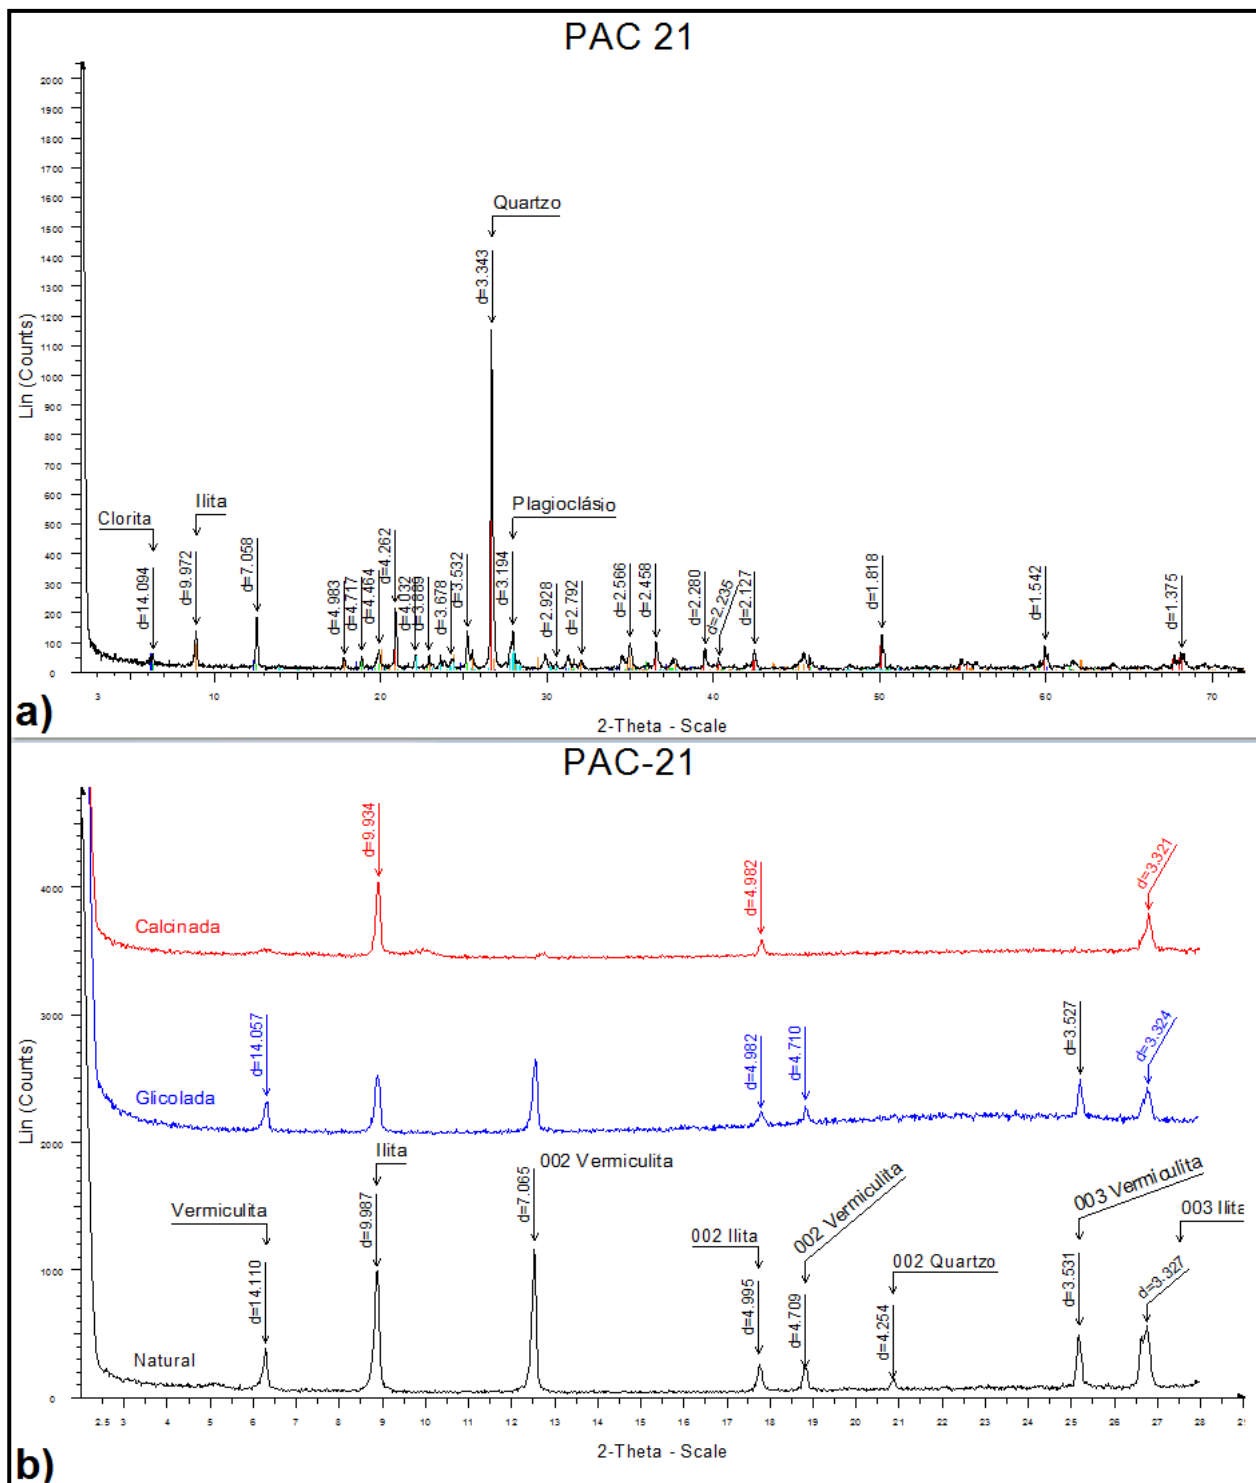 PAC 21
Lin (Counts)
2000
1900
1800
1700
1600
1500
1400
1300
1200
1100
1000
900
800
700
600
500
400
300
200
100
0
Quartzo
Clorita
Ilita
Plagioclásio
d=14.094
d=9.972
d=7.058
d=4.983
d=4.717
d=4.464
d=4.262
d=4.032
d=3.889
d=3.678
d=3.532
d=3.343
d=3.194
d=2.928
d=2.792
d=2.566
d=2.458
d=2.280
d=2.235
d=2.127
d=1.818
d=1.542
d=1.375
3 10 20 30 40 50 60 70
2-Theta - Scale
a)
PAC-21
Lin (Counts)
4000
3000
2000
1000
0
Calcinada
d=9.934
d=4.982
d=3.321
Glicolada
d=14.057
d=4.982
d=4.710
d=3.527
d=3.324
Natural
Vermiculita
Ilita
002 Vermiculita
002 Ilita
002 Vermiculita
002 Quartzo
003 Vermiculita
003 Ilita
d=14.110
d=9.987
d=7.065
d=4.995
d=4.709
d=4.254
d=3.531
d=3.327
2.5 3 4 5 6 7 8 9 10 11 12 13 14 15 16 17 18 19 20 21 22 23 24 25 26 27 28
2-Theta - Scale
b)